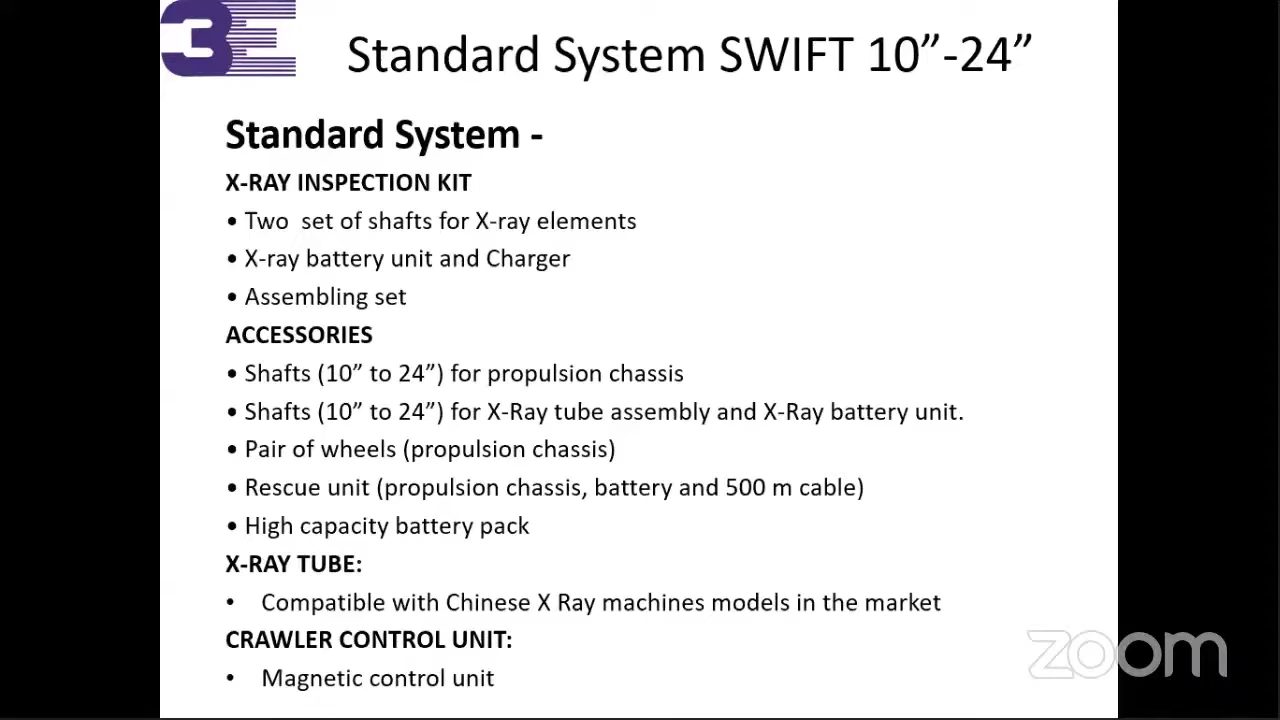 3E
Standard System SWIFT 10”-24”
Standard System -
X-RAY INSPECTION KIT
• Two  set of shafts for X-ray elements
• X-ray battery unit and Charger
• Assembling set
ACCESSORIES
• Shafts (10” to 24”) for propulsion chassis
• Shafts (10” to 24”) for X-Ray tube assembly and X-Ray battery unit.
• Pair of wheels (propulsion chassis)
• Rescue unit (propulsion chassis, battery and 500 m cable)
• High capacity battery pack
X-RAY TUBE:
• Compatible with Chinese X Ray machines models in the market
CRAWLER CONTROL UNIT:
• Magnetic control unit
zoom